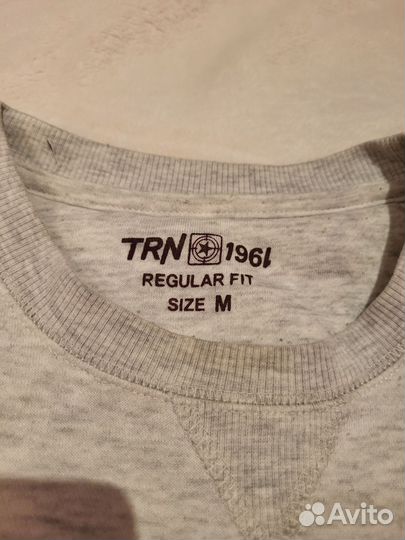 TRN 1961
REGULAR FIT
SIZE M
Avito